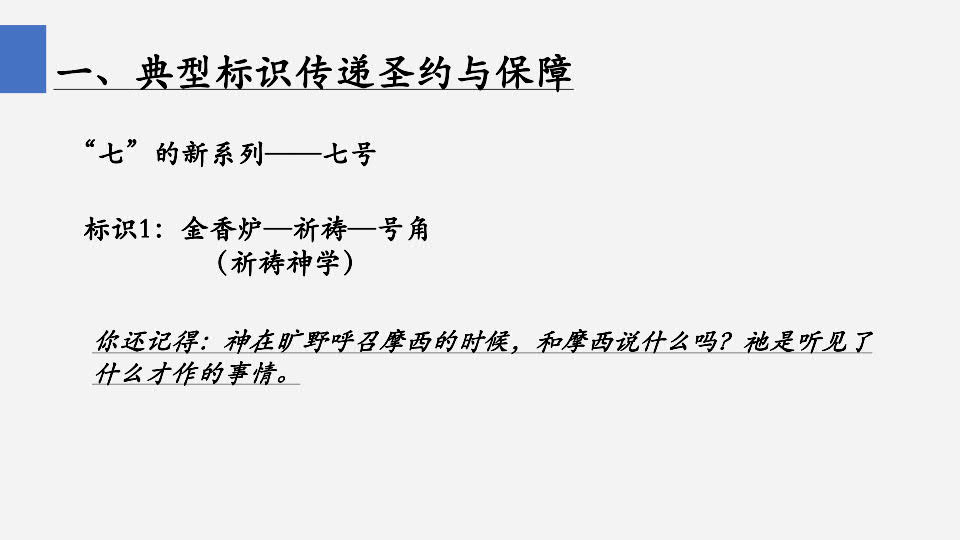 一、典型标识传递圣约与保障
“七”的新系列——七号
标识1：金香炉—祈祷—号角
（祈祷神学）
你还记得：神在旷野呼召摩西的时候，和摩西说什么吗？祂是听见了
什么才作的事情。